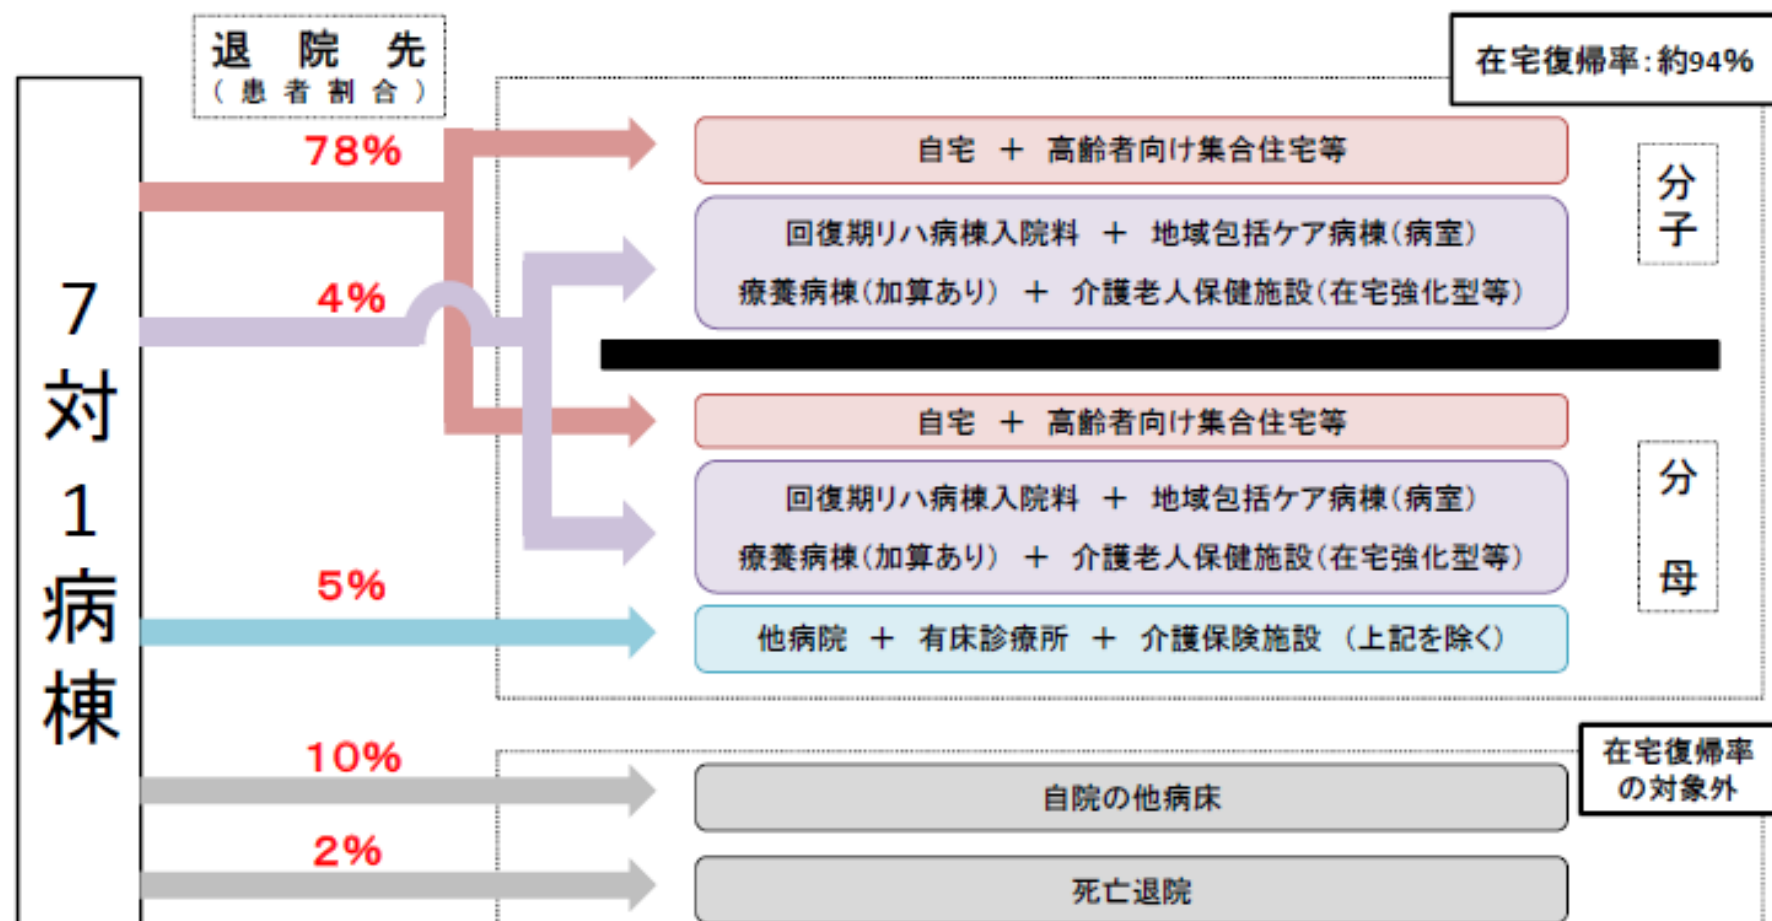 退院先
(患者割合)
在宅復帰率:約94%
7対1病棟
78%
自宅 + 高齢者向け集合住宅等
分子
4%
回復期リハ病棟入院料 + 地域包括ケア病棟(病室)
療養病棟(加算あり) + 介護老人保健施設(在宅強化型等)
自宅 + 高齢者向け集合住宅等
分母
回復期リハ病棟入院料 + 地域包括ケア病棟(病室)
療養病棟(加算あり) + 介護老人保健施設(在宅強化型等)
5%
他病院 + 有床診療所 + 介護保険施設 (上記を除く)
在宅復帰率
の対象外
10%
自院の他病床
2%
死亡退院